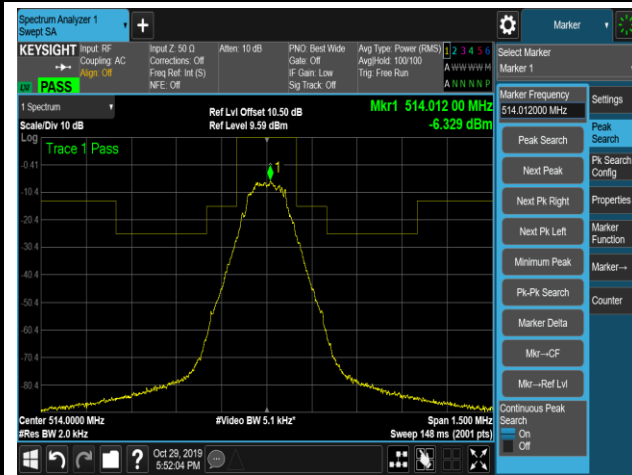 Spectrum Analyzer 1
Swept SA
+
Marker
KEYSIGHT
Input: RF
Coupling: AC
Align: Off
Input Z: 50 Ω
Corrections: Off
Freq Ref: Int (S)
NFE: Off
Atten: 10 dB
PNO: Best Wide
Gate: Off
IF Gain: Low
Sig Track: Off
Avg Type: Power (RMS)
Avg|Hold: 100/100
Trig: Free Run
1 2 3 4 5 6
A W W W W M
A N N N N P
LXI
PASS
Select Marker
Marker 1
1 Spectrum
Scale/Div 10 dB
Log
Ref Lvl Offset 10.50 dB
Ref Level 9.59 dBm
Mkr1 514.012 00 MHz
-6.329 dBm
Trace 1 Pass
1
-0.41
-10.4
-20.4
-30.4
-40.4
-50.4
-60.4
-70.4
-80.4
Center 514.0000 MHz
#Res BW 2.0 kHz
#Video BW 5.1 kHz*
Span 1.500 MHz
Sweep 148 ms (2001 pts)
Marker Frequency
514.012000 MHz
Peak Search
Next Peak
Next Pk Right
Next Pk Left
Minimum Peak
Pk-Pk Search
Marker Delta
Mkr→CF
Mkr→Ref Lvl
Continuous Peak
Search
On
Off
Settings
Peak
Search
Pk Search
Config
Properties
Marker
Function
Marker→
Counter
?
Oct 29, 2019
5:52:04 PM